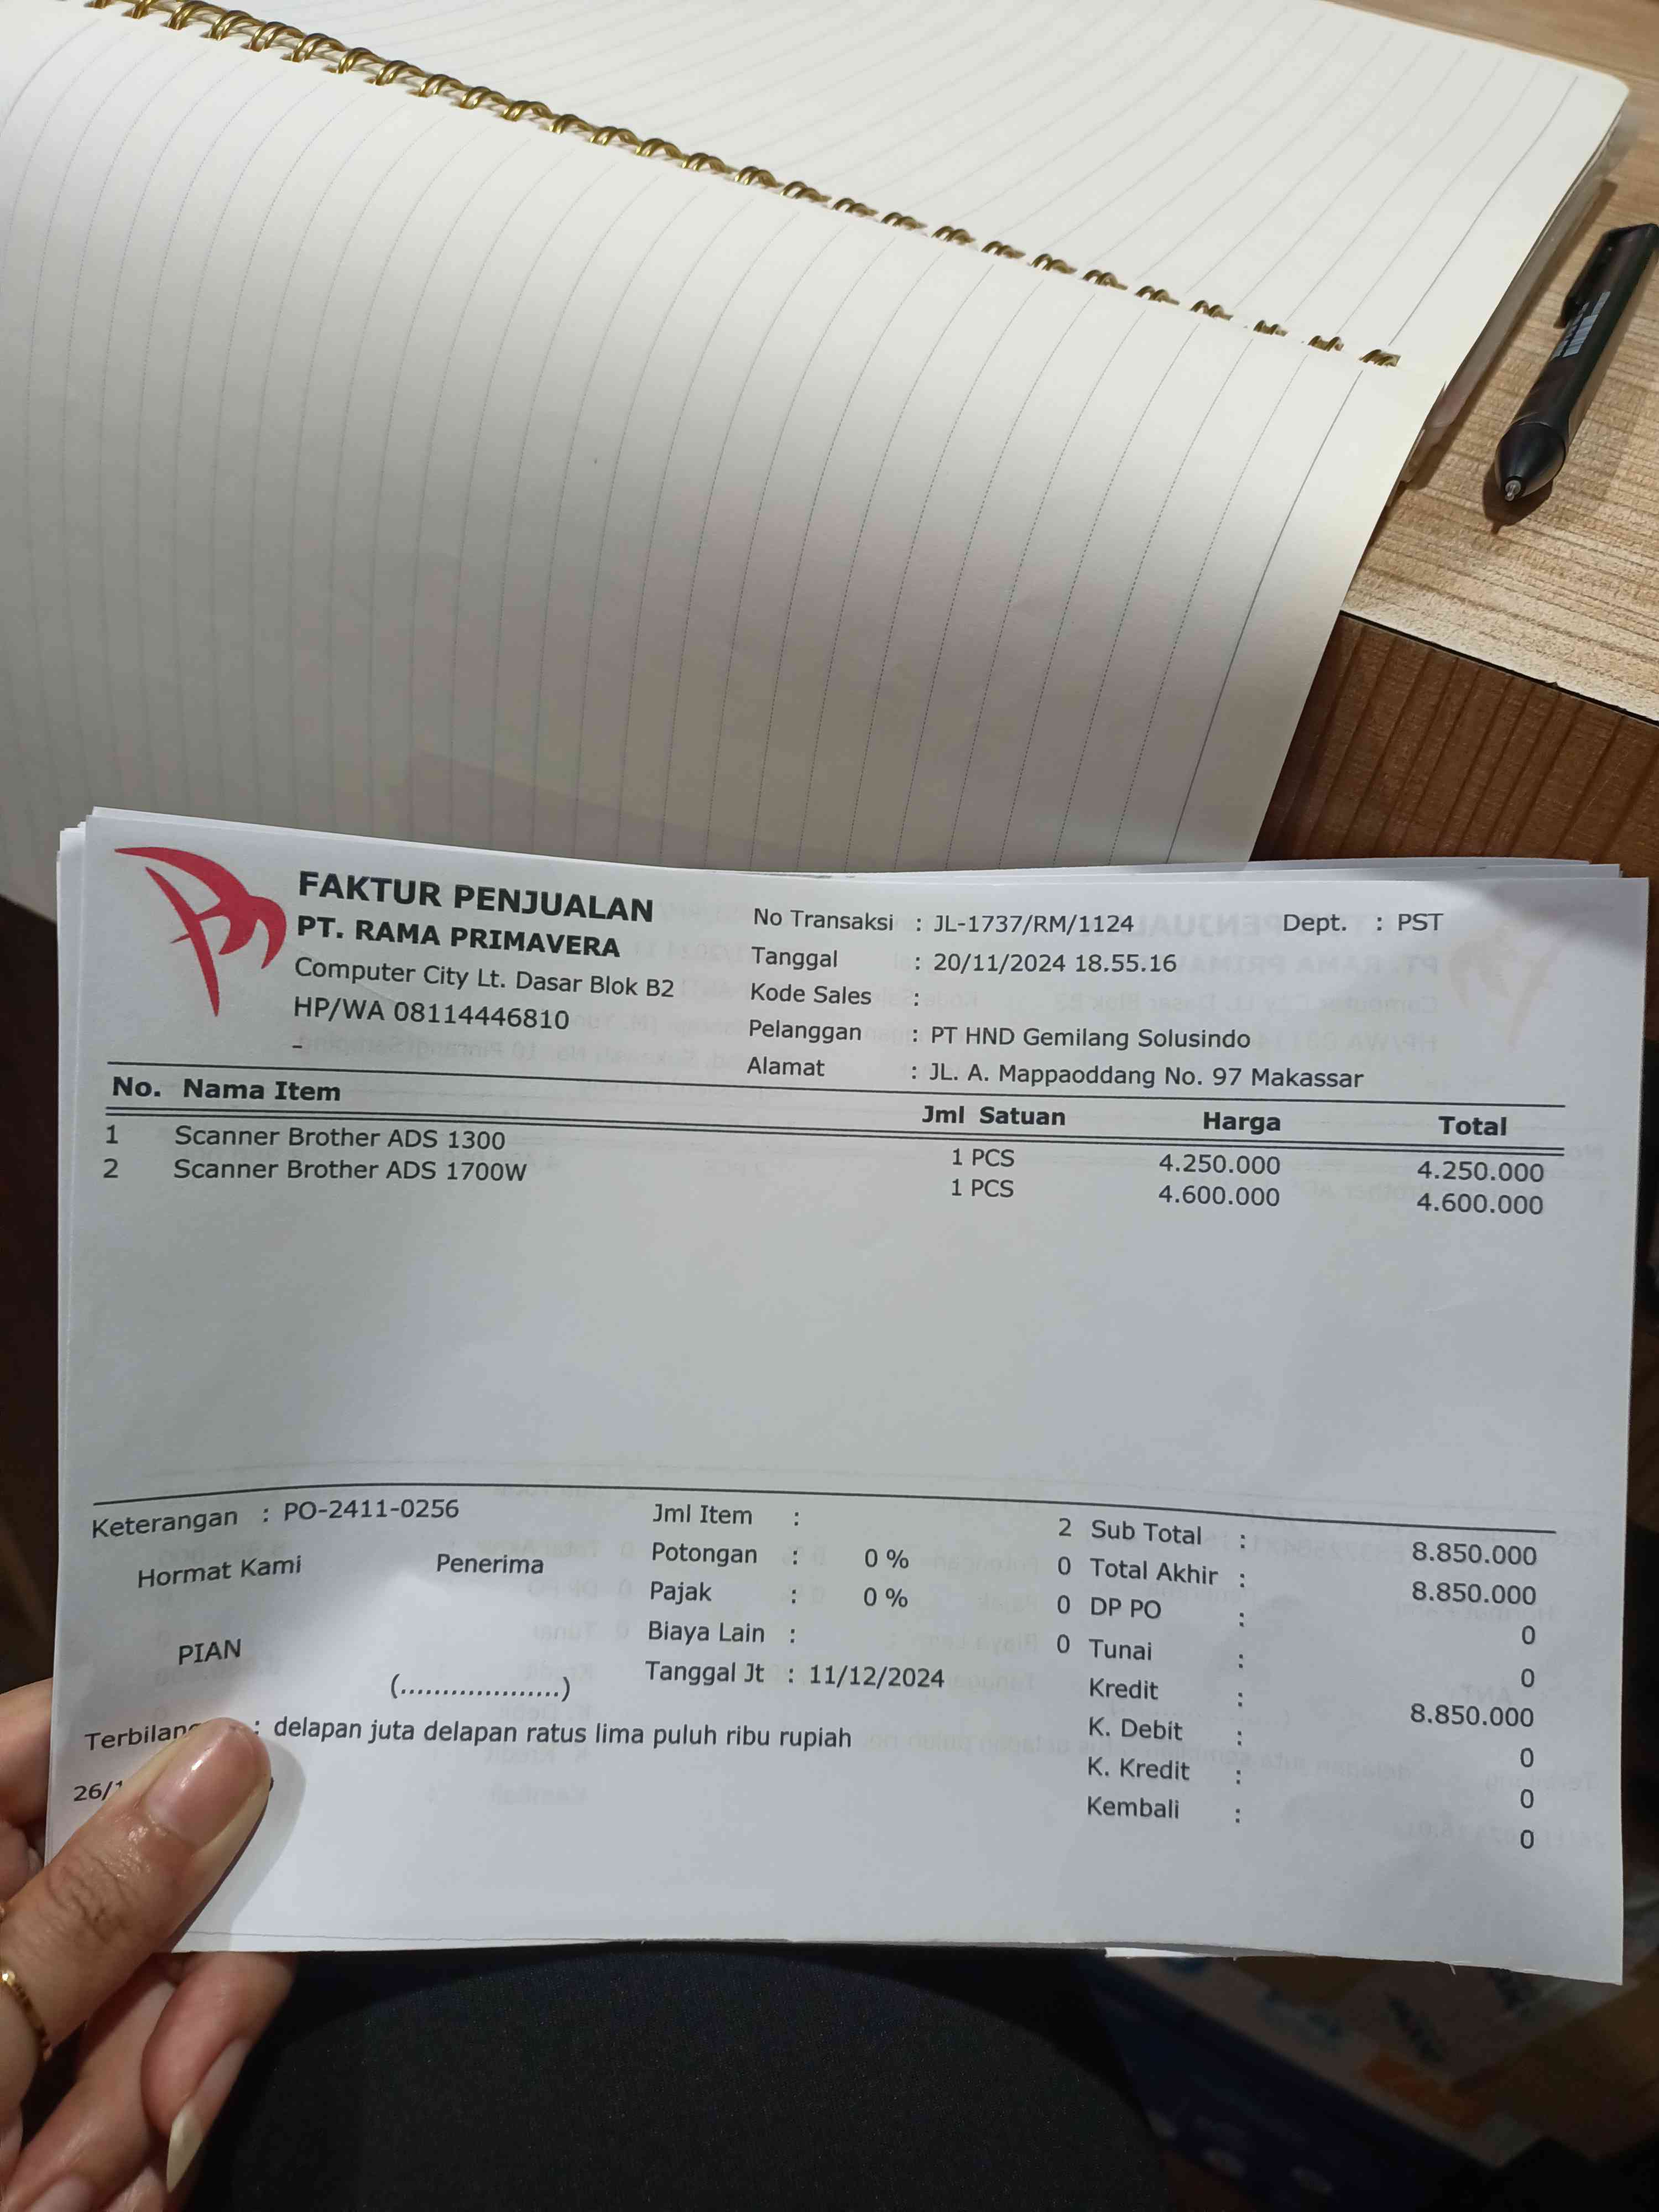 FAKTUR PENJUALAN
PT. RAMA PRIMAVERA
Computer City Lt. Dasar Blok B2
HP/WA 08114446810
-
No Transaksi : JL-1737/RM/1124 Dept. : PST
Tanggal : 20/11/2024 18.55.16
Kode Sales :
Pelanggan : PT HND Gemilang Solusindo
Alamat : JL. A. Mappaoddang No. 97 Makassar
No. Nama Item Jml Satuan Harga Total
1 Scanner Brother ADS 1300 1 PCS 4.250.000 4.250.000
2 Scanner Brother ADS 1700W 1 PCS 4.600.000 4.600.000
Keterangan : PO-2411-0256
Hormat Kami Penerima
PIAN
(....................)
Jml Item : 2
Potongan : 0 % 0
Pajak : 0 % 0
Biaya Lain : 0
Tanggal Jt : 11/12/2024
Sub Total : 8.850.000
Total Akhir : 8.850.000
DP PO : 0
Tunai : 0
Kredit : 8.850.000
K. Debit : 0
K. Kredit : 0
Kembali : 0
: delapan juta delapan ratus lima puluh ribu rupiah